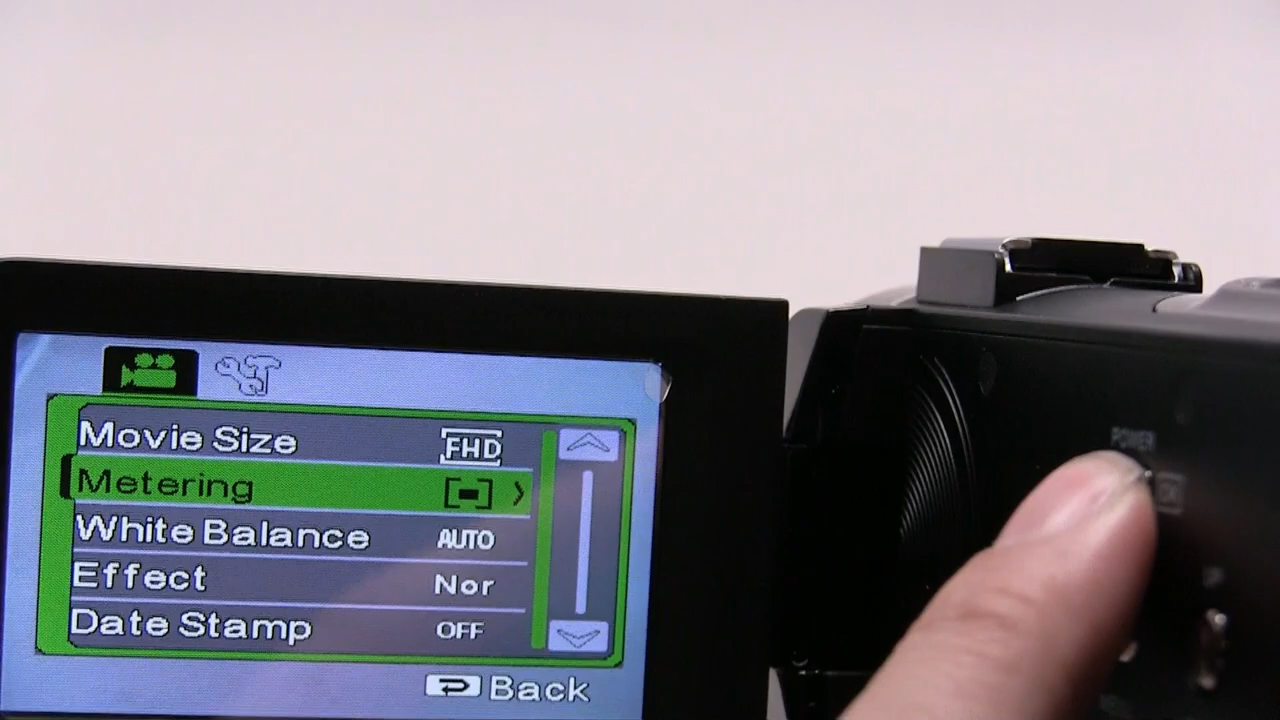 Movie Size FHD
Metering
White Balance AUTO
Effect Nor
Date Stamp OFF
Back
POWER